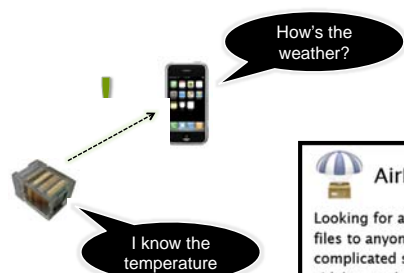 How's the
weather?
I know the
temperature
Looking for a
files to anyon
complicated s